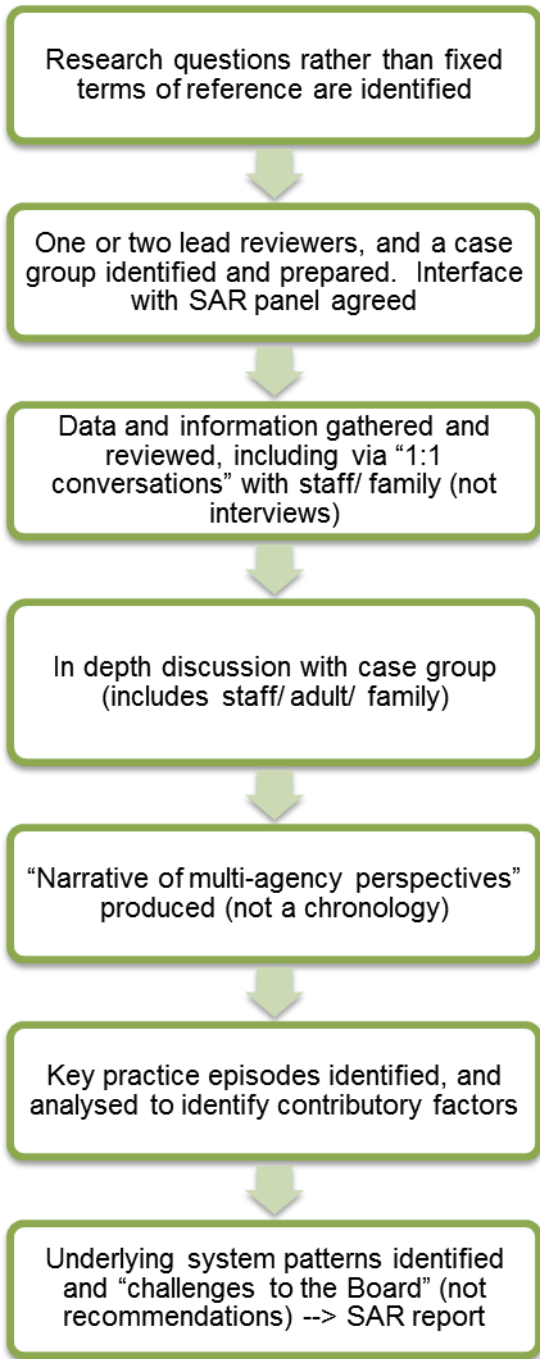 Research questions rather than fixed
terms of reference are identified
One or two lead reviewers, and a case
group identified and prepared.  Interface
with SAR panel agreed
Data and information gathered and
reviewed, including via “1:1
conversations” with staff/ family (not
interviews)
In depth discussion with case group
(includes staff/ adult/ family)
“Narrative of multi-agency perspectives”
produced (not a chronology)
Key practice episodes identified, and
analysed to identify contributory factors
Underlying system patterns identified
and “challenges to the Board” (not
recommendations) --> SAR report